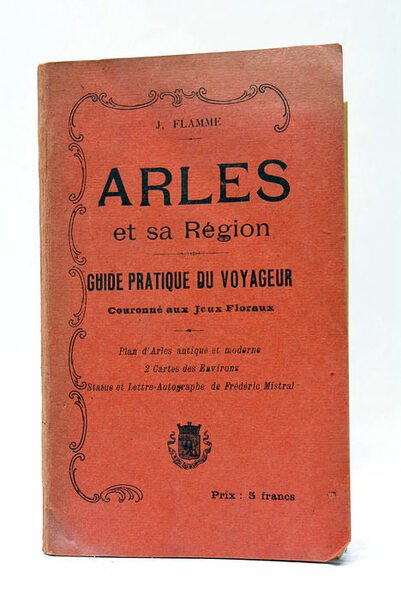 J. FLAMME
ARLES
et sa Région
GUIDE PRATIQUE DU VOYAGEUR
Couronné aux Jeux Floraux
Plan d'Arles antique et moderne
2 Cartes des Environs
Statue et Lettre-Autographe de Frédéric Mistral
Prix : 5 francs